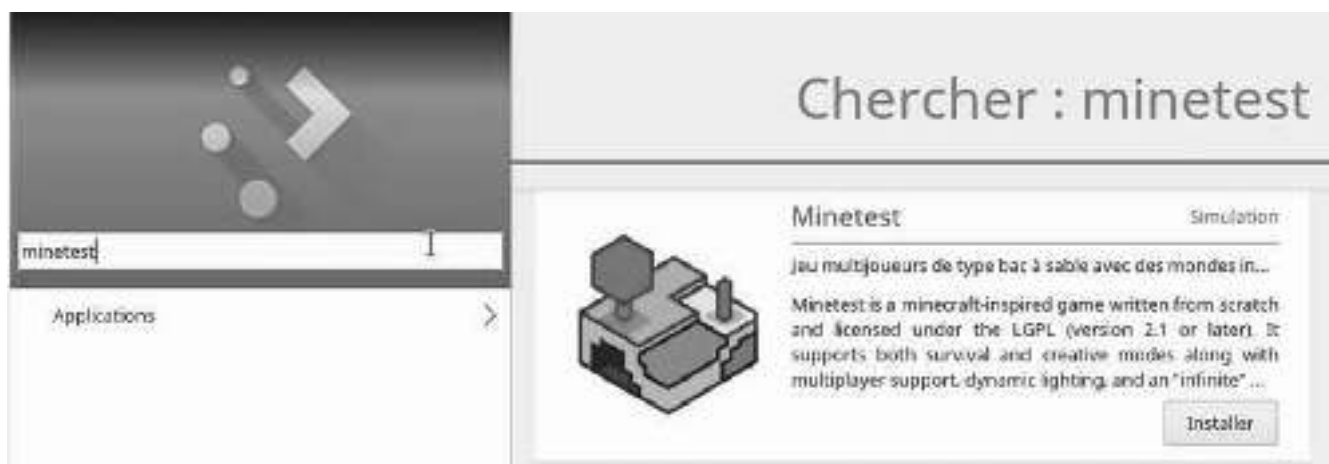 minetest
Applications
Chercher : minetest
Minetest
Simulation
Jeu multijoueurs de type bac à sable avec des mondes in...
Minetest is a minecraft-inspired game written from scratch
and licensed under the LGPL (version 2.1 or later). It
supports both survival and creative modes along with
multiplayer support, dynamic lighting, and an "infinite" ...
Installer